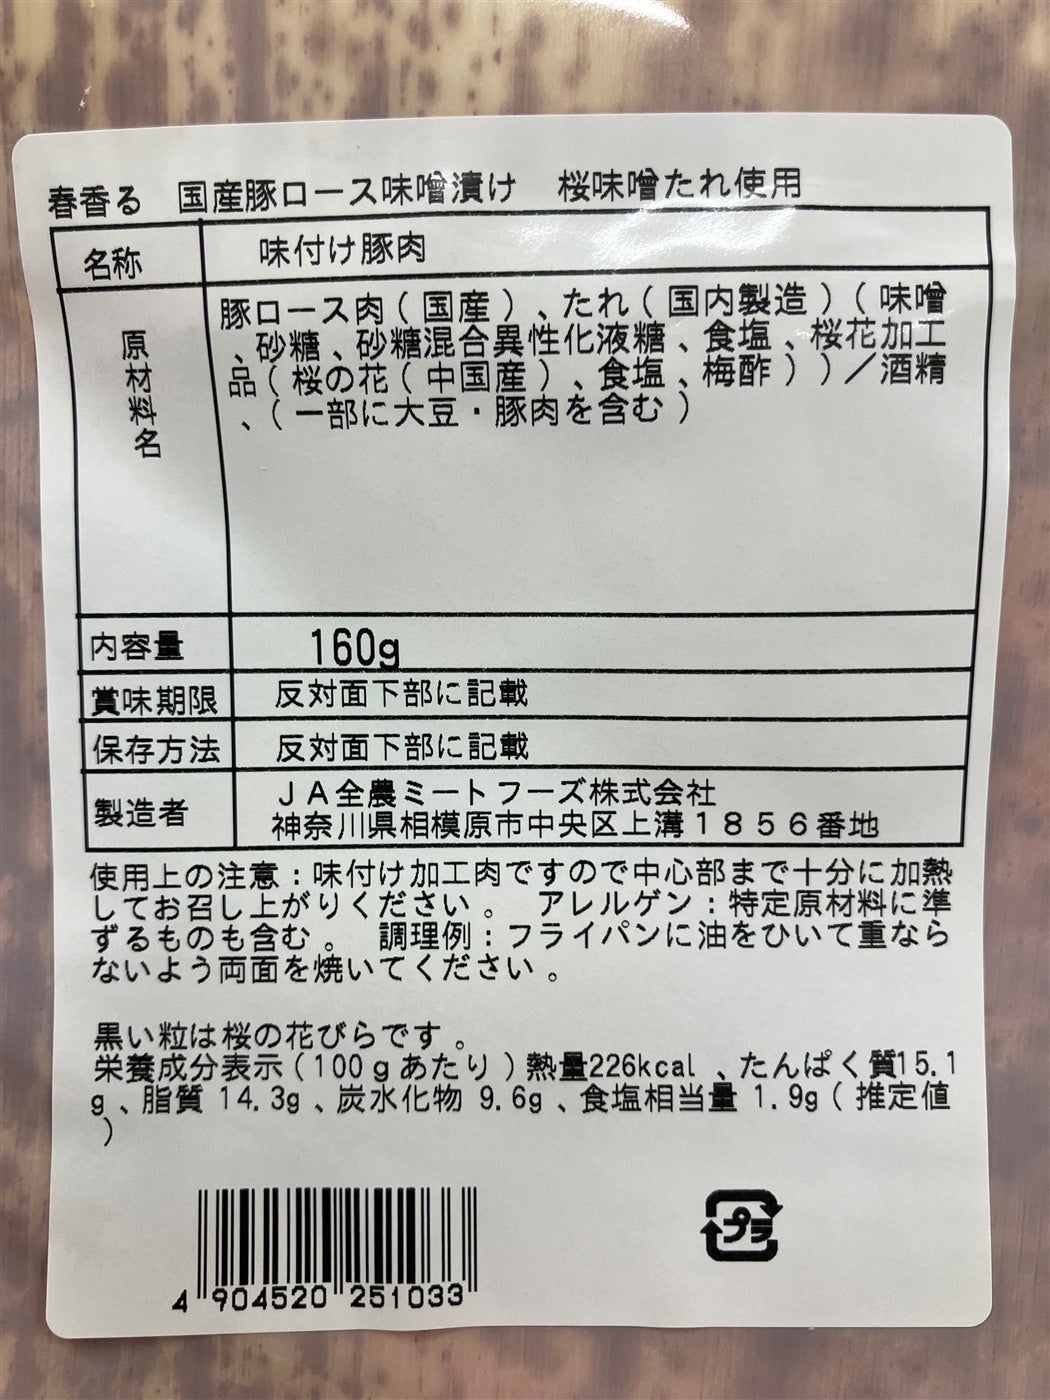 春香る　国産豚ロース味噌漬け　桜味噌たれ使用
名称　味付け豚肉
原材料名
豚ロース肉(国産)、たれ(国内製造)(味噌
、砂糖、砂糖混合異性化液糖、食塩、桜花加工
品(桜の花(中国産)、食塩、梅酢))／酒精
、(一部に大豆・豚肉を含む)
内容量　160g
賞味期限　反対面下部に記載
保存方法　反対面下部に記載
製造者　ＪＡ全農ミートフーズ株式会社
神奈川県相模原市中央区上溝１８５６番地
使用上の注意：味付け加工肉ですので中心部まで十分に加熱
してお召し上がりください。　アレルゲン：特定原材料に準
ずるものも含む。　調理例：フライパンに油をひいて重なら
ないよう両面を焼いてください。
黒い粒は桜の花びらです。
栄養成分表示(100gあたり)熱量226kcal、たんぱく質15.1
g、脂質 14.3g、炭水化物 9.6g、食塩相当量 1.9g(推定値
)
プラ
4 904520 251033